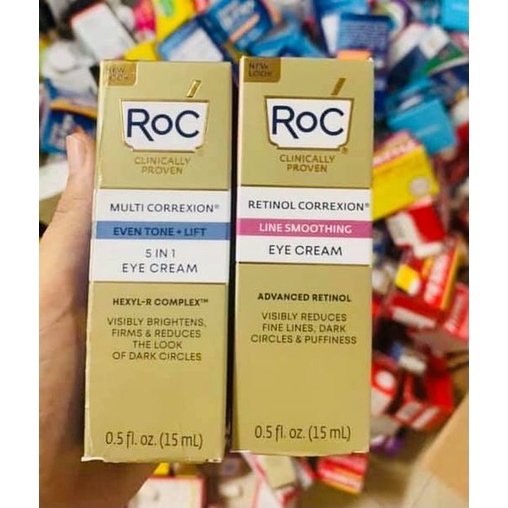 NEW LOOK
RoC
CLINICALLY
PROVEN
MULTI CORREXION®
EVEN TONE + LIFT
5 IN 1
EYE CREAM
HEXYL-R COMPLEX™
VISIBLY BRIGHTENS,
FIRMS & REDUCES
THE LOOK
OF DARK CIRCLES
0.5 fl. oz. (15 mL)
NEW
LOOK
RoC®
CLINICALLY
PROVEN
RETINOL CORREXION®
LINE SMOOTHING
EYE CREAM
ADVANCED RETINOL
VISIBLY REDUCES
FINE LINES, DARK
CIRCLES & PUFFINESS
0.5 fl. oz. (15 mL)